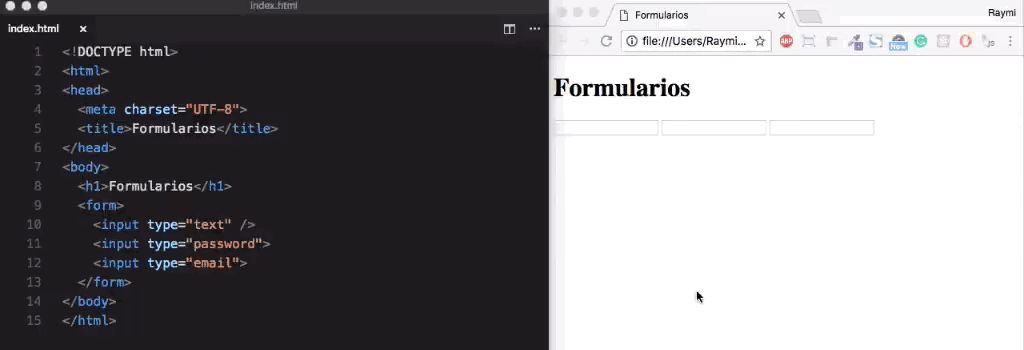 index.html
index.html ×
1 <!DOCTYPE html>
2 <html>
3 <head>
4 <meta charset="UTF-8">
5 <title>Formularios</title>
6 </head>
7 <body>
8 <h1>Formularios</h1>
9 <form>
10 <input type="text" />
11 <input type="password">
12 <input type="email">
13 </form>
14 </body>
15 </html>
Formularios
Raymi
file:///Users/Raymi...
ABP
New
Formularios